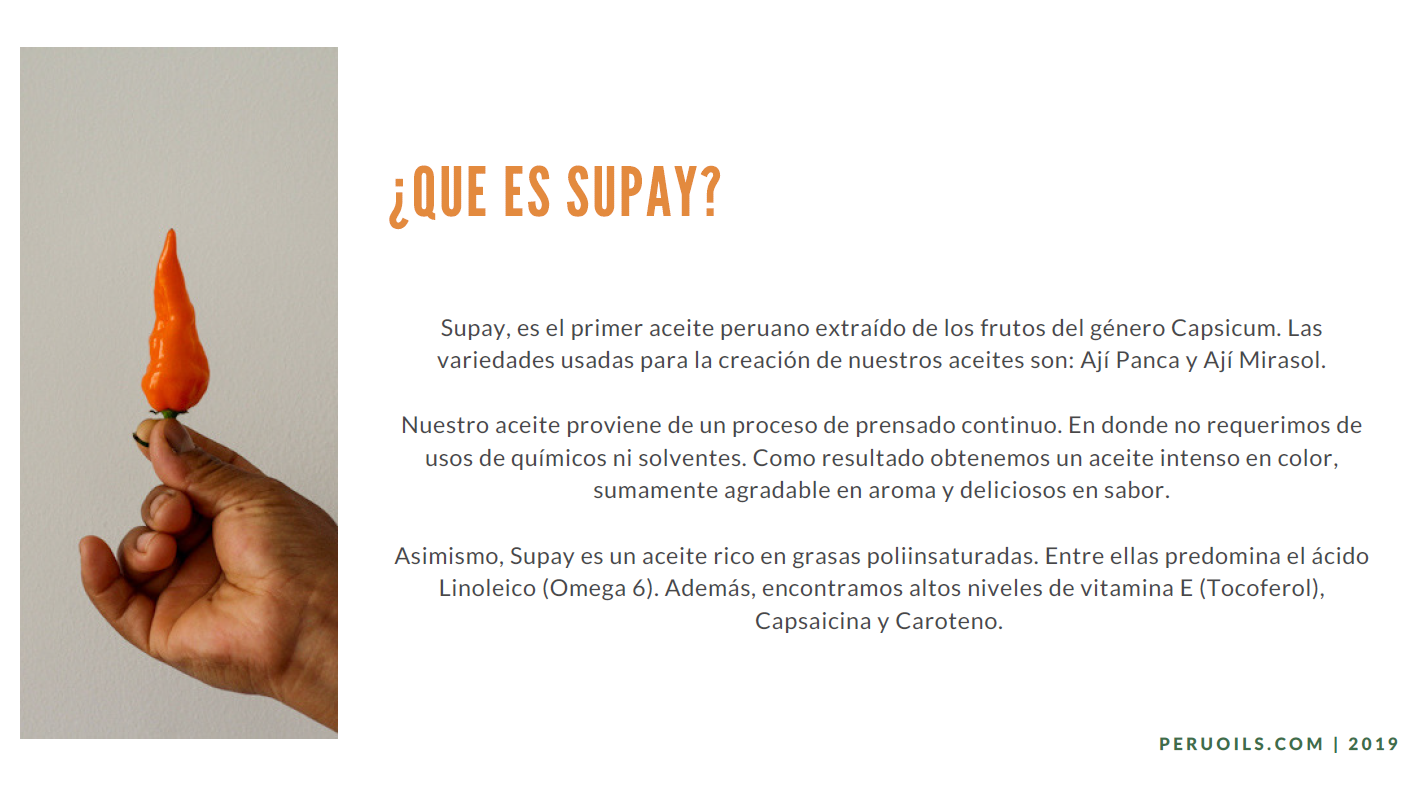 ¿QUE ES SUPAY?
Supay, es el primer aceite peruano extraído de los frutos del género Capsicum. Las
variedades usadas para la creación de nuestros aceites son: Ají Panca y Ají Mirasol.
Nuestro aceite proviene de un proceso de prensado continuo. En donde no requerimos de
usos de químicos ni solventes. Como resultado obtenemos un aceite intenso en color,
sumamente agradable en aroma y deliciosos en sabor.
Asimismo, Supay es un aceite rico en grasas poliinsaturadas. Entre ellas predomina el ácido
Linoleico (Omega 6). Además, encontramos altos niveles de vitamina E (Tocoferol),
Capsaicina y Caroteno.
PERUOILS.COM | 2019